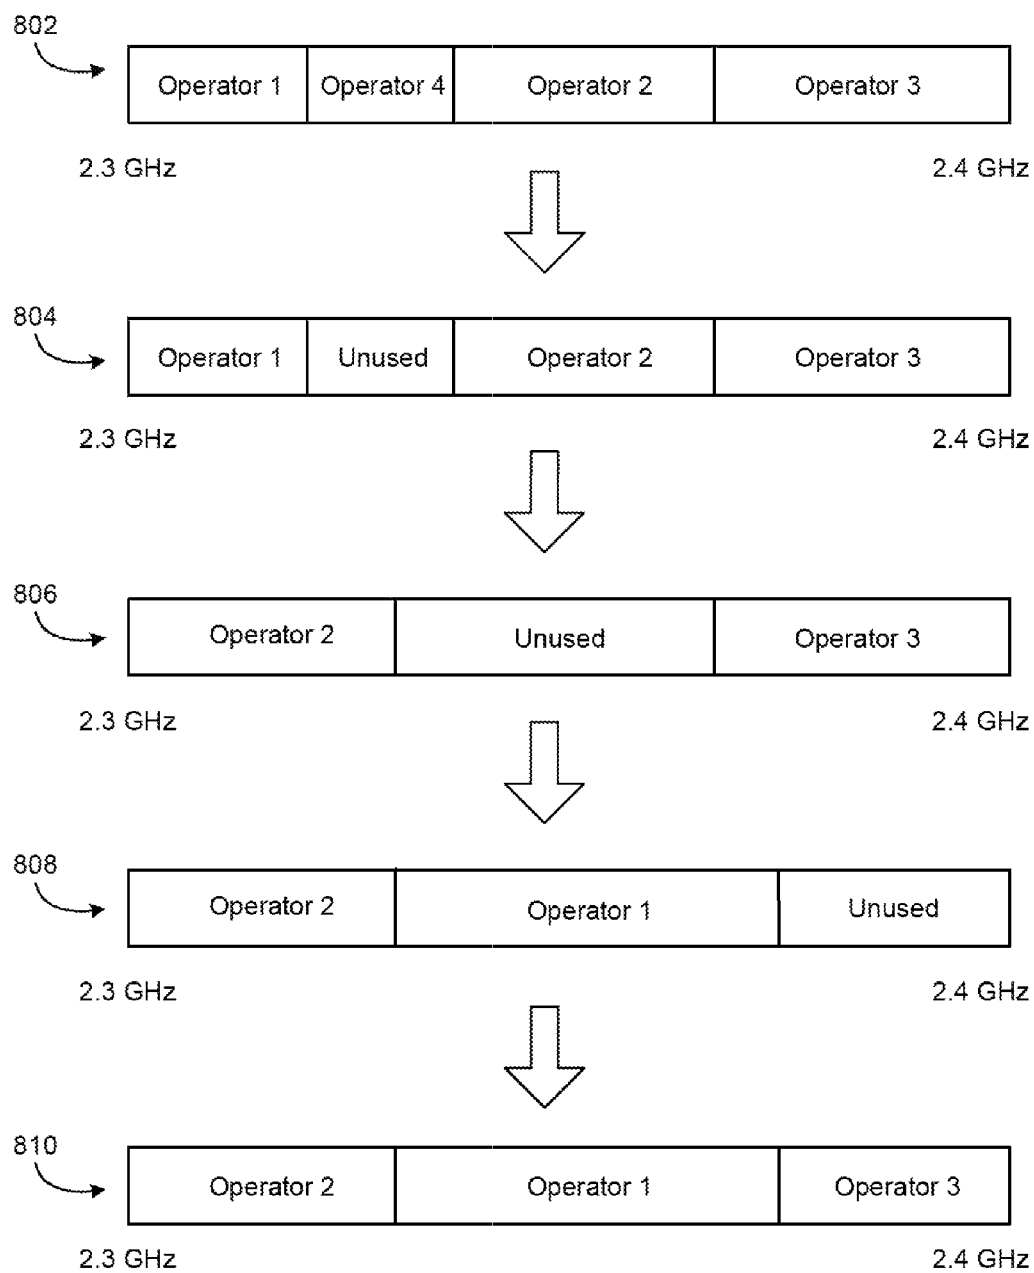 802
Operator 1 Operator 4 Operator 2 Operator 3
2.3 GHz 2.4 GHz
804
Operator 1 Unused Operator 2 Operator 3
2.3 GHz 2.4 GHz
806
Operator 2 Unused Operator 3
2.3 GHz 2.4 GHz
808
Operator 2 Operator 1 Unused
2.3 GHz 2.4 GHz
810
Operator 2 Operator 1 Operator 3
2.3 GHz 2.4 GHz